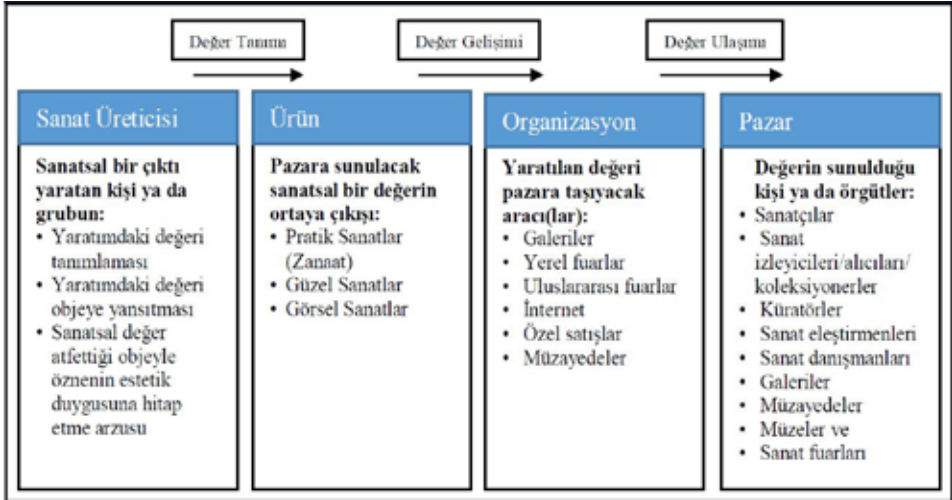 Değer Tanımı
Değer Gelişimi
Değer Ulaşımı
Sanat Üreticisi
Sanatsal bir çıktı
yaratan kişi ya da
grubun:
• Yaratımdaki değeri
tanımlaması
• Yaratımdaki değeri
objeye yansıtması
• Sanatsal değer
atfettiği objeyle
öznenin estetik
duygusuna hitap
etme arzusu
Ürün
Pazara sunulacak
sanatsal bir değerin
ortaya çıkışı:
• Pratik Sanatlar
(Zanaat)
• Güzel Sanatlar
• Görsel Sanatlar
Organizasyon
Yaratılan değeri
pazara taşıyacak
aracı(lar):
• Galeriler
• Yerel fuarlar
• Uluslararası fuarlar
• İnternet
• Özel satışlar
• Müzayedeler
Pazar
Değerin sunulduğu
kişi ya da örgütler:
• Sanatçılar
• Sanat
izleyicileri/alıcıları/
koleksiyonerler
• Küratörler
• Sanat eleştirmenleri
• Sanat danışmanları
• Galeriler
• Müzayedeler
• Müzeler ve
• Sanat fuarları